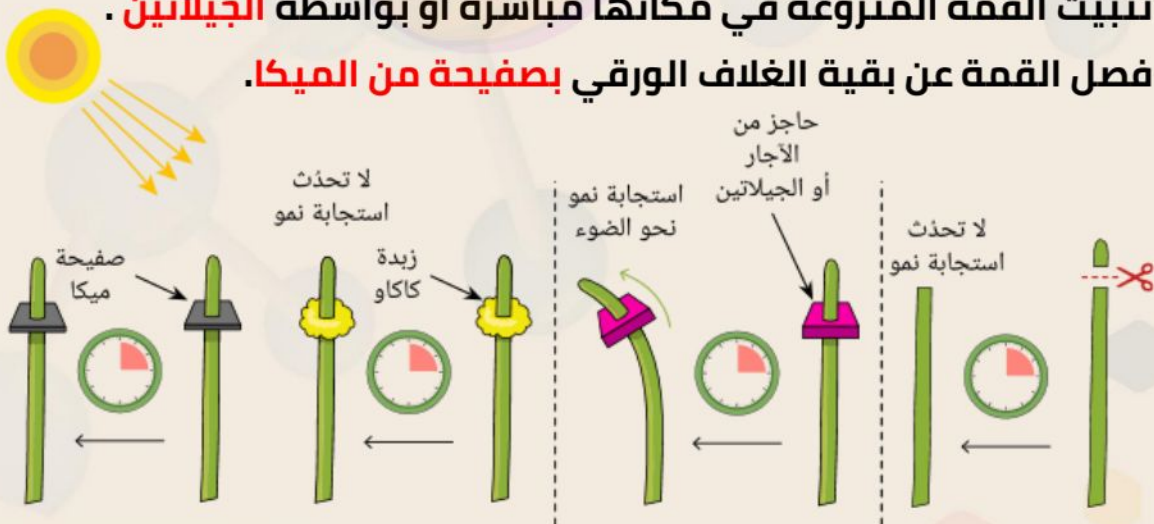 تثبيت القمة المنزوعة في مكانها مباشرة أو بواسطة الجيلاتين .
فصل القمة عن بقية الغلاف الورقي بصفيحة من الميكا.
لا تحدث
استجابة نمو
حاجز من
الآجار
أو الجيلاتين
استجابة نمو
نحو الضوء
لا تحدث
استجابة نمو
زبدة
كاكاو
صفيحة
ميكا